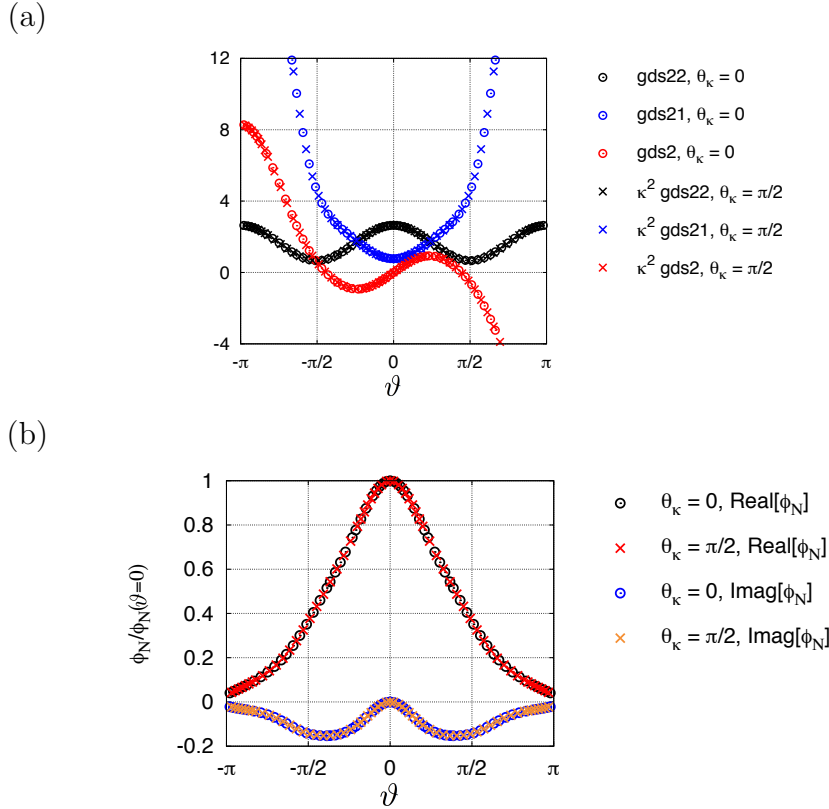 (a)
12
8
4
0
-4
-π
-π/2
0
π/2
π
ϑ
gds22, θκ = 0
gds21, θκ = 0
gds2, θκ = 0
κ² gds22, θκ = π/2
κ² gds21, θκ = π/2
κ² gds2, θκ = π/2
(b)
ϕN/ϕN(ϑ=0)
1
0.8
0.6
0.4
0.2
0
-0.2
-π
-π/2
0
π/2
π
ϑ
θκ = 0, Real[ϕN]
θκ = π/2, Real[ϕN]
θκ = 0, Imag[ϕN]
θκ = π/2, Imag[ϕN]